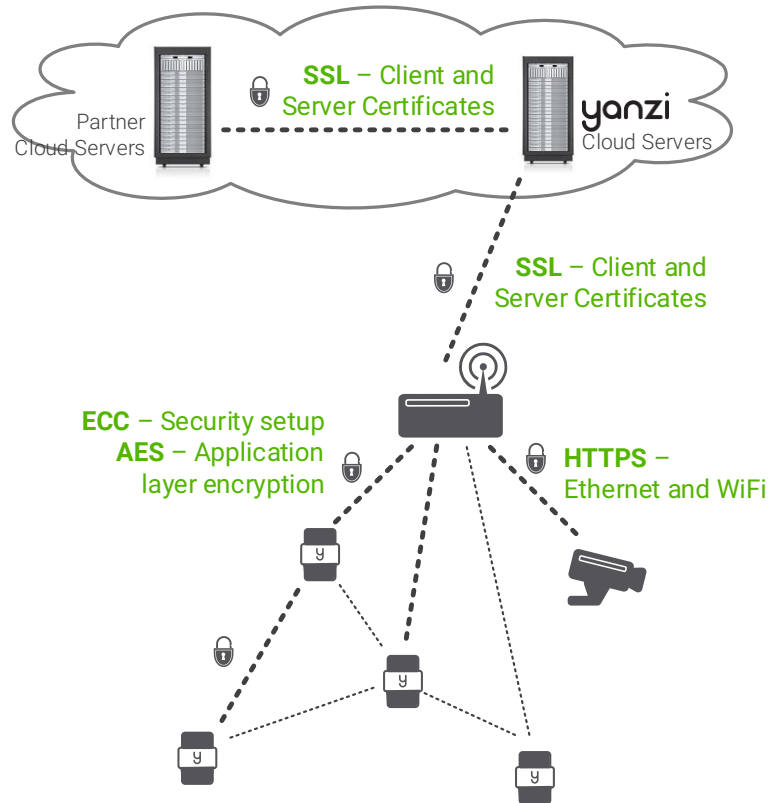 SSL – Client and
Server Certificates
Partner
Cloud Servers
yanzi
Cloud Servers
SSL – Client and
Server Certificates
ECC – Security setup
AES – Application
layer encryption
HTTPS –
Ethernet and WiFi
y
y
y
y